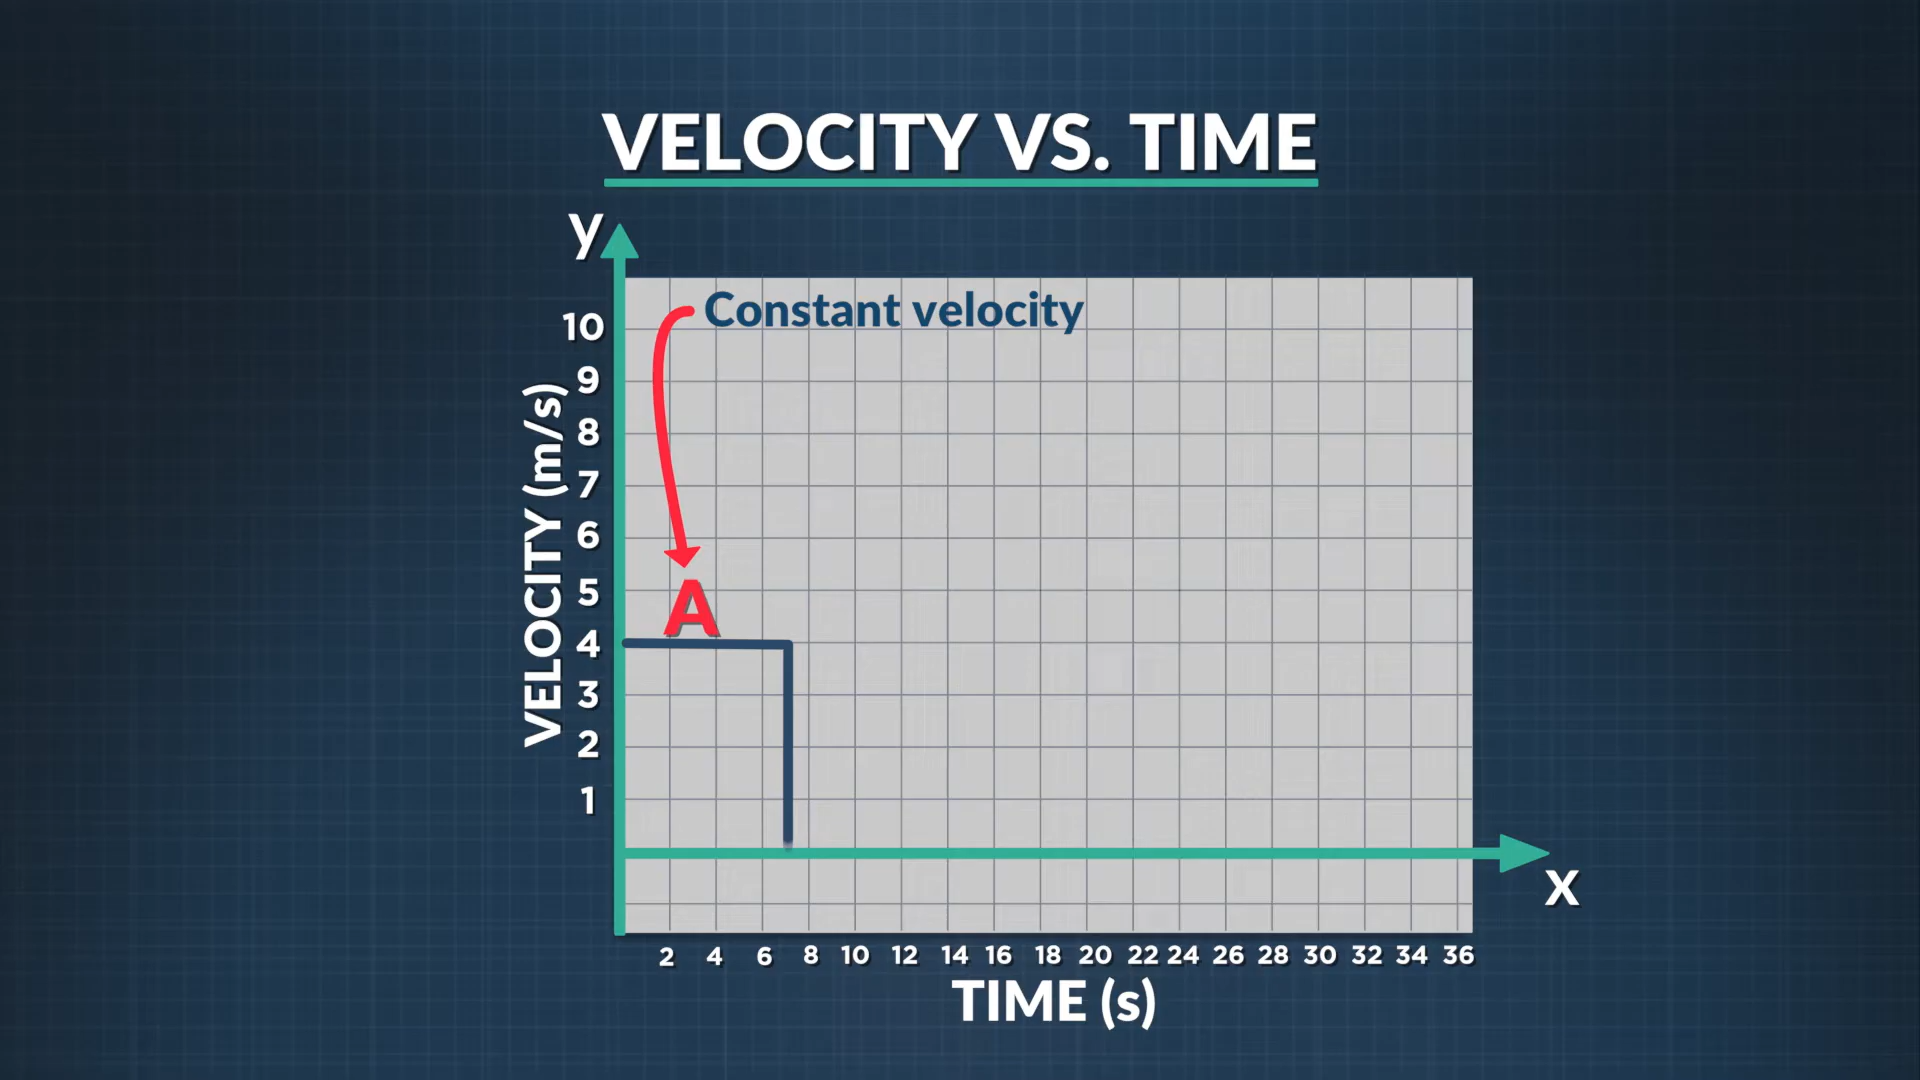 VELOCITY VS. TIME
y
Constant velocity
10
9
8
7
6
5
4
3
2
1
VELOCITY (m/s)
A
x
2 4 6 8 10 12 14 16 18 20 22 24 26 28 30 32 34 36
TIME (s)